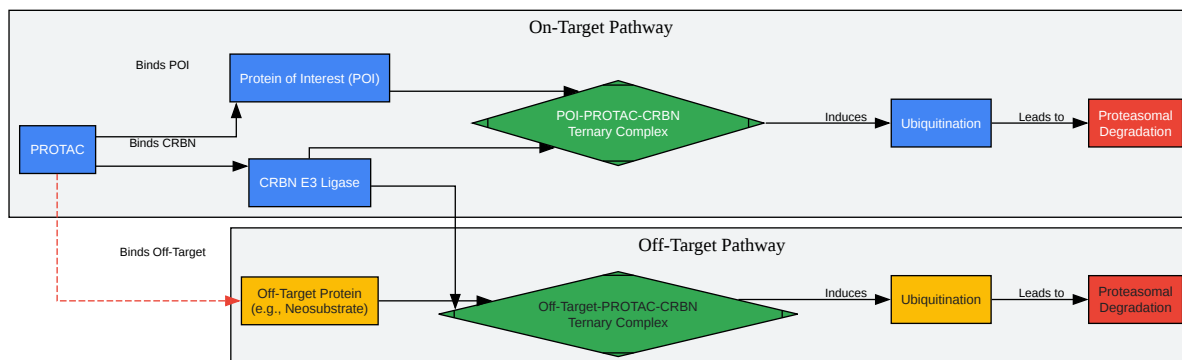 On-Target Pathway
Binds POI
Protein of Interest (POI)
PROTAC
Binds CRBN
CRBN E3 Ligase
POI-PROTAC-CRBN
Ternary Complex
Induces
Ubiquitination
Leads to
Proteasomal
Degradation
Off-Target Pathway
Binds Off-Target
Off-Target Protein
(e.g., Neosubstrate)
Off-Target-PROTAC-CRBN
Ternary Complex
Induces
Ubiquitination
Leads to
Proteasomal
Degradation